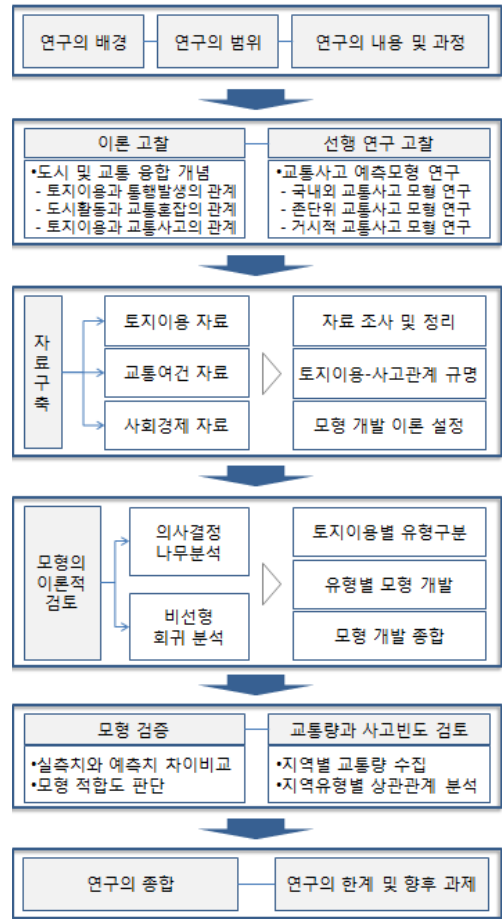 연구의 배경
연구의 범위
연구의 내용 및 과정
이론 고찰
•도시 및 교통 융합 개념
- 토지이용과 통행발생의 관계
- 도시활동과 교통혼잡의 관계
- 토지이용과 교통사고의 관계
선행 연구 고찰
•교통사고 예측모형 연구
- 국내외 교통사고 모형 연구
- 존단위 교통사고 모형 연구
- 거시적 교통사고 모형 연구
자
료
구
축
토지이용 자료
교통여건 자료
사회경제 자료
자료 조사 및 정리
토지이용-사고관계 규명
모형 개발 이론 설정
모형의
이론적
검토
의사결정
나무분석
비선형
회귀 분석
토지이용별 유형구분
유형별 모형 개발
모형 개발 종합
모형 검증
•실측치와 예측치 차이비교
•모형 적합도 판단
교통량과 사고빈도 검토
•지역별 교통량 수집
•지역유형별 상관관계 분석
연구의 종합
연구의 한계 및 향후 과제